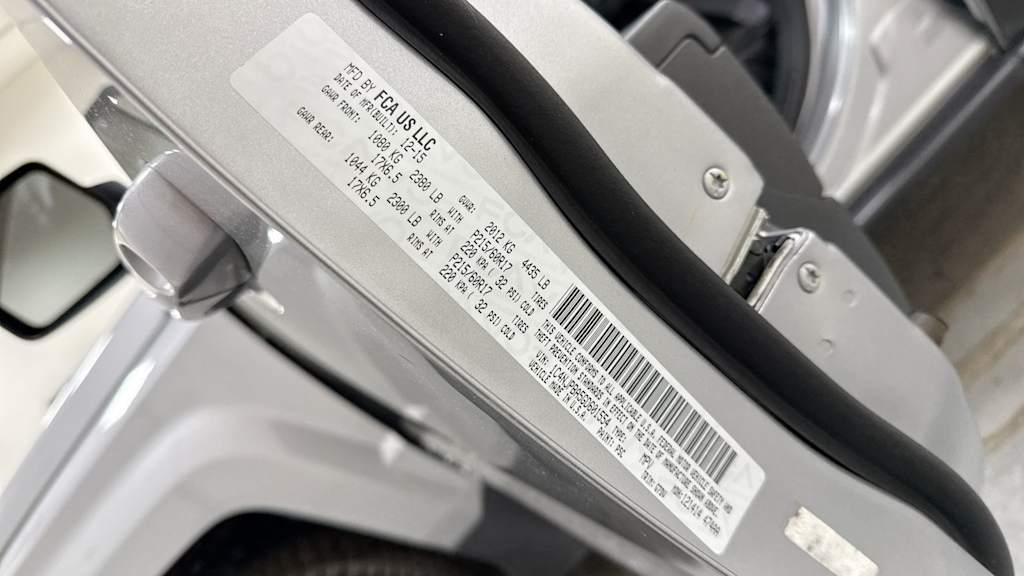 MFD BY FCA US LLC
DATE OF MFR(BUILD): 12-15
GVWR: 2012 KG 4435 LB
GAWR FRONT: 1080 KG 2380 LB WITH P215/60R17 TIRES
17X6.5 RIMS AT 220 KPA ( 32 PSI) COLD
GAWR REAR: 1044 KG 2300 LB WITH P215/60R17 TIRES
17X6.5 RIMS AT 220 KPA ( 32 PSI) COLD
THIS VEHICLE CONFORMS TO ALL APPLICABLE U.S.A. FEDERAL MOTOR VEHICLE SAFETY AND
THEFT PREVENTION STANDARDS IN EFFECT ON THE DATE OF MANUFACTURE SHOWN ABOVE.
VIN: TYPE: MPV
VEHICLE MADE IN U.S.A. PAINT: PSC TRIM: